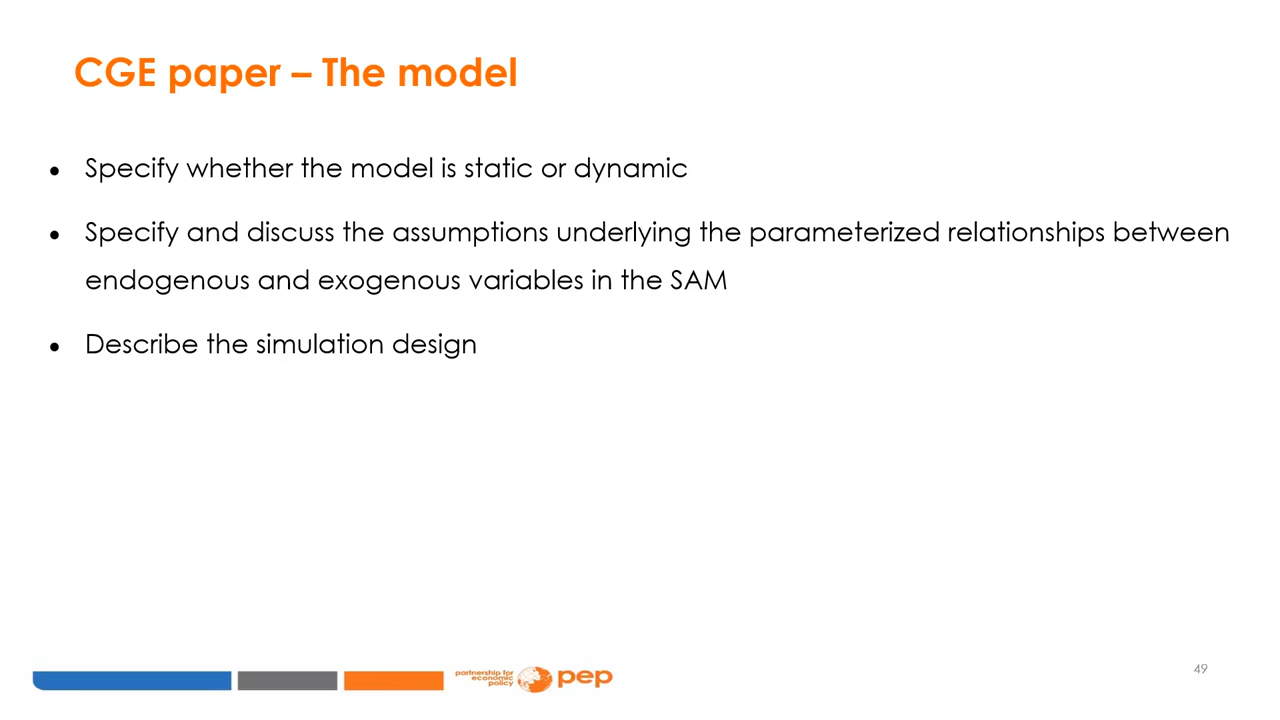 CGE paper – The model
• Specify whether the model is static or dynamic
• Specify and discuss the assumptions underlying the parameterized relationships between
endogenous and exogenous variables in the SAM
• Describe the simulation design
partnership for
economic
policy
pep
49